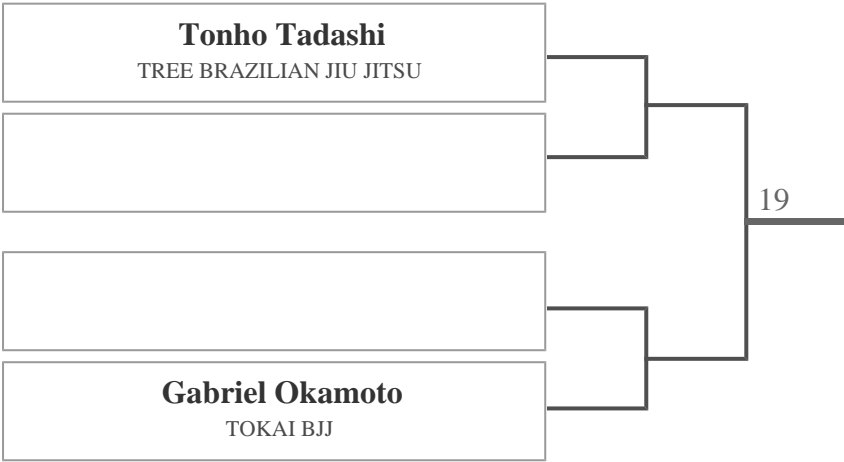 Tonho Tadashi
TREE BRAZILIAN JIU JITSU
19
Gabriel Okamoto
TOKAI BJJ